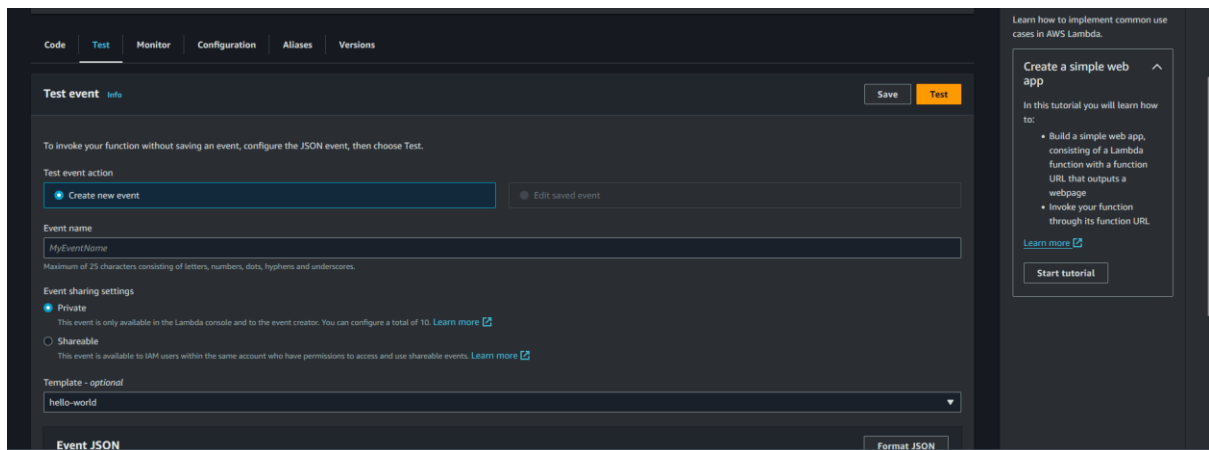 Code Test Monitor Configuration Aliases Versions
Test event Info
Save Test
To invoke your function without saving an event, configure the JSON event, then choose Test.
Test event action
Create new event
Edit saved event
Event name
MyEventName
Maximum of 25 characters consisting of letters, numbers, dots, hyphens and underscores.
Event sharing settings
Private
This event is only available in the Lambda console and to the event creator. You can configure a total of 10. Learn more
Shareable
This event is available to IAM users within the same account who have permissions to access and use shareable events. Learn more
Template - optional
hello-world
Event JSON
Format JSON
Learn how to implement common use
cases in AWS Lambda.
Create a simple web
app
In this tutorial you will learn how
to:
• Build a simple web app,
consisting of a Lambda
function with a function
URL that outputs a
webpage
• Invoke your function
through its function URL
Learn more
Start tutorial